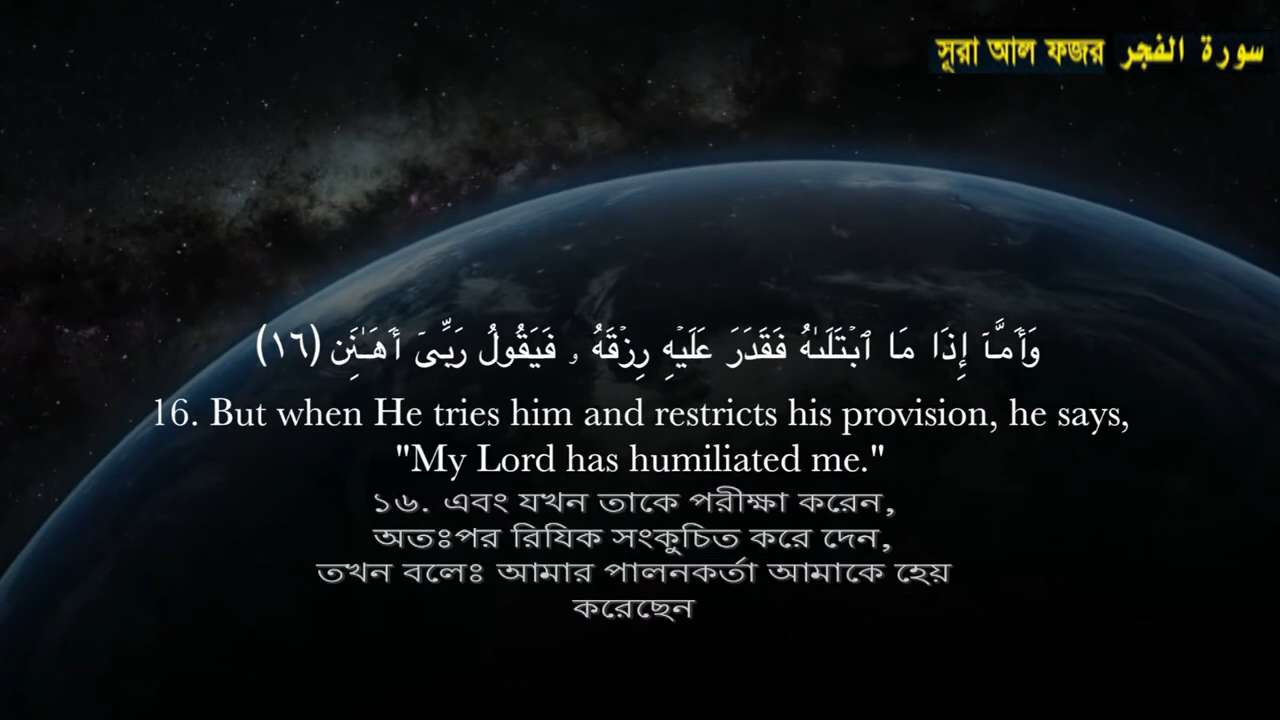 সূরা আল ফজর سورة الفجر
وَأَمَّآ إِذَا مَا ٱبْتَلَىٰهُ فَقَدَرَ عَلَيْهِ رِزْقَهُۥ فَيَقُولُ رَبِّىٓ أَهَـٰنَنِ (١٦)
16. But when He tries him and restricts his provision, he says,
"My Lord has humiliated me."
১৬. এবং যখন তাকে পরীক্ষা করেন,
অতঃপর রিযিক সংকুচিত করে দেন,
তখন বলেঃ আমার পালনকর্তা আমাকে হেয়
করেছেন